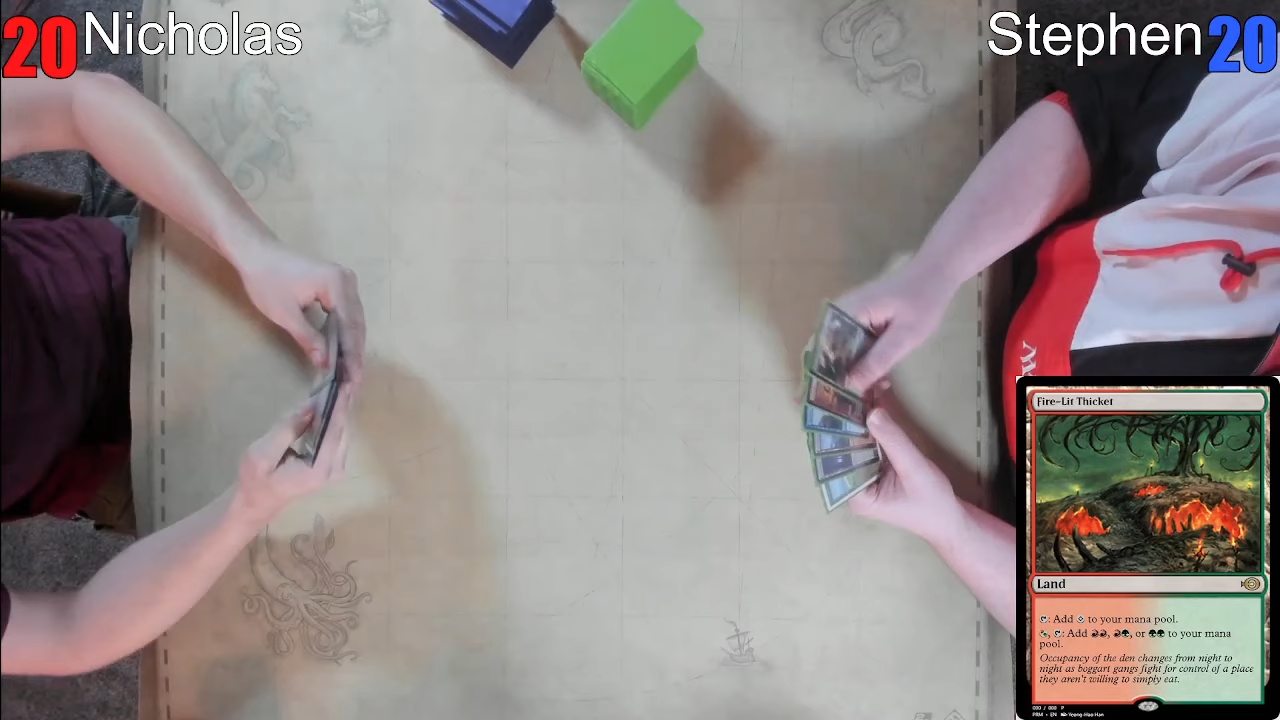 20 Nicholas
Stephen 20
Fire-Lit Thicket
Land
: Add to your mana pool.
, : Add , , or to your mana
pool.
Occupancy of the den changes from night to
night as boggart gangs fight for control of a place
they aren't willing to simply eat.